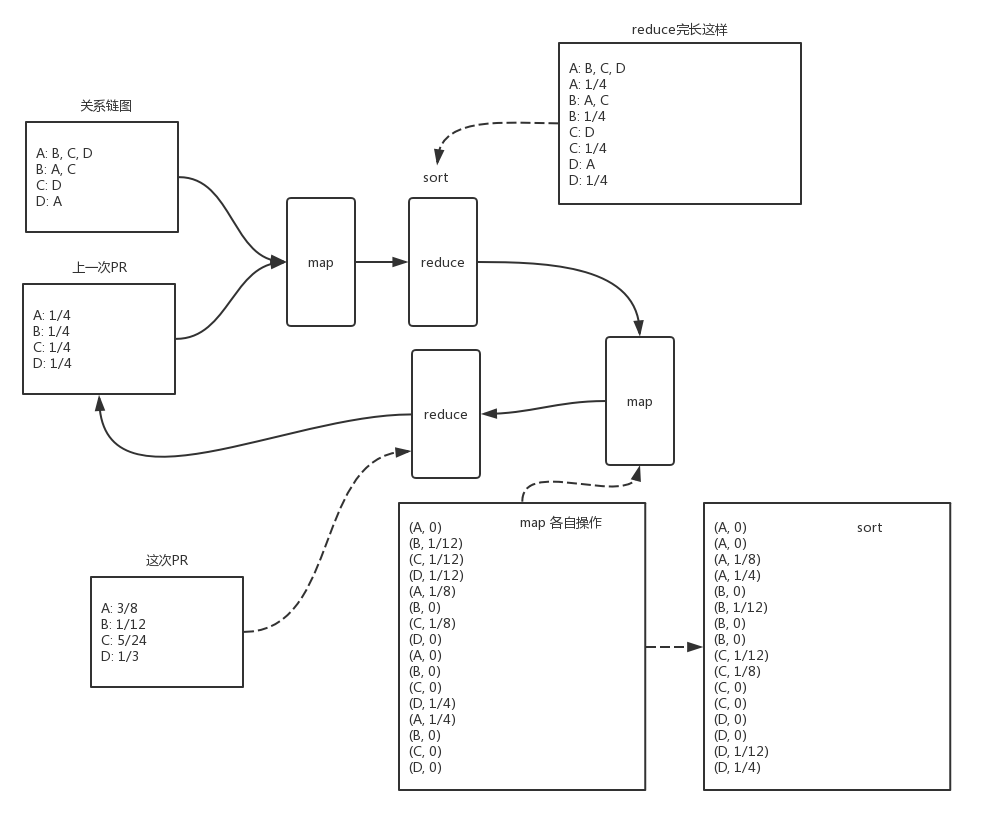 reduce完长这样
A: B, C, D
A: 1/4
B: A, C
B: 1/4
C: D
C: 1/4
D: A
D: 1/4
关系链图
A: B, C, D
B: A, C
C: D
D: A
sort
map
reduce
上一次PR
A: 1/4
B: 1/4
C: 1/4
D: 1/4
map
reduce
map 各自操作
(A, 0)
(B, 1/12)
(C, 1/12)
(D, 1/12)
(A, 1/8)
(B, 0)
(C, 1/8)
(D, 0)
(A, 0)
(B, 0)
(C, 0)
(D, 1/4)
(A, 1/4)
(B, 0)
(C, 0)
(D, 0)
sort
(A, 0)
(A, 0)
(A, 1/8)
(A, 1/4)
(B, 0)
(B, 1/12)
(B, 0)
(B, 0)
(C, 1/12)
(C, 1/8)
(C, 0)
(C, 0)
(D, 0)
(D, 0)
(D, 1/12)
(D, 1/4)
这次PR
A: 3/8
B: 1/12
C: 5/24
D: 1/3